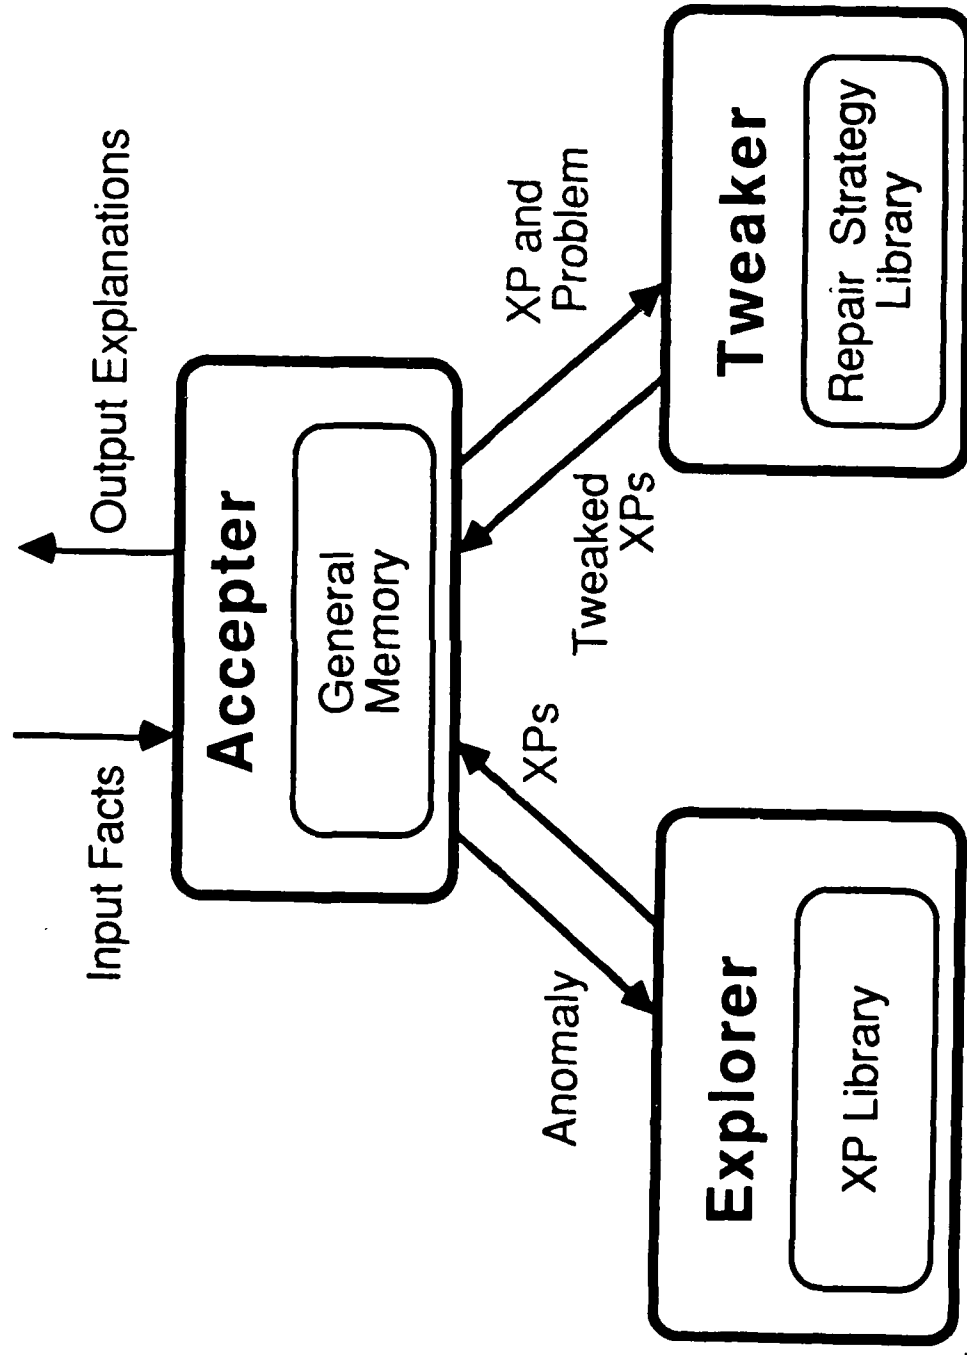 Input Facts
Output Explanations
Accepter
General
Memory
Anomaly
XPs
Tweaked
XPs
XP and
Problem
Explorer
XP Library
Tweaker
Repair Strategy
Library